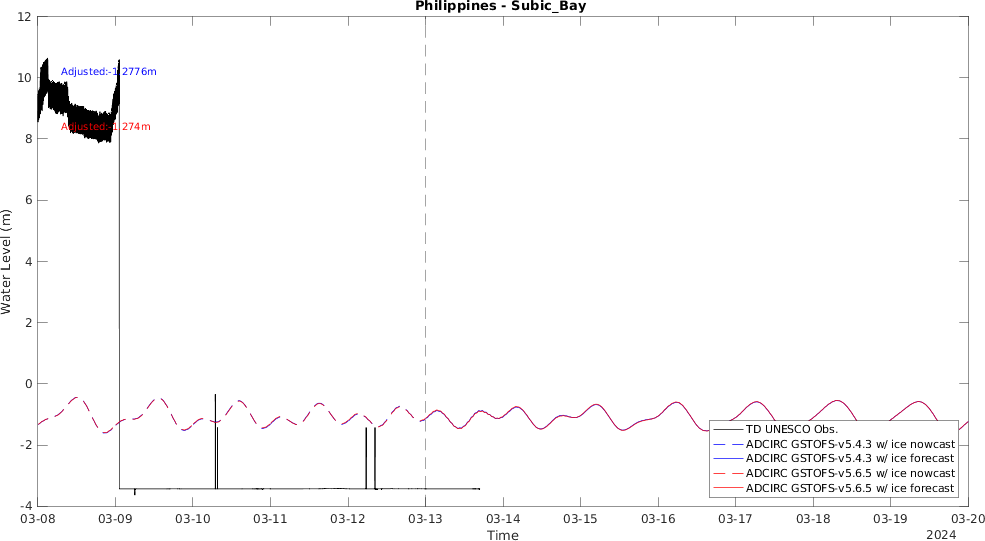 Philippines - Subic_Bay
Water Level (m)
12
10
8
6
4
2
0
-2
-4
Adjusted:-1.2776m
Adjusted:-1.274m
TD UNESCO Obs.
ADCIRC GSTOFS-v5.4.3 w/ ice nowcast
ADCIRC GSTOFS-v5.4.3 w/ ice forecast
ADCIRC GSTOFS-v5.6.5 w/ ice nowcast
ADCIRC GSTOFS-v5.6.5 w/ ice forecast
03-08 03-09 03-10 03-11 03-12 03-13 03-14 03-15 03-16 03-17 03-18 03-19 03-20
Time
2024